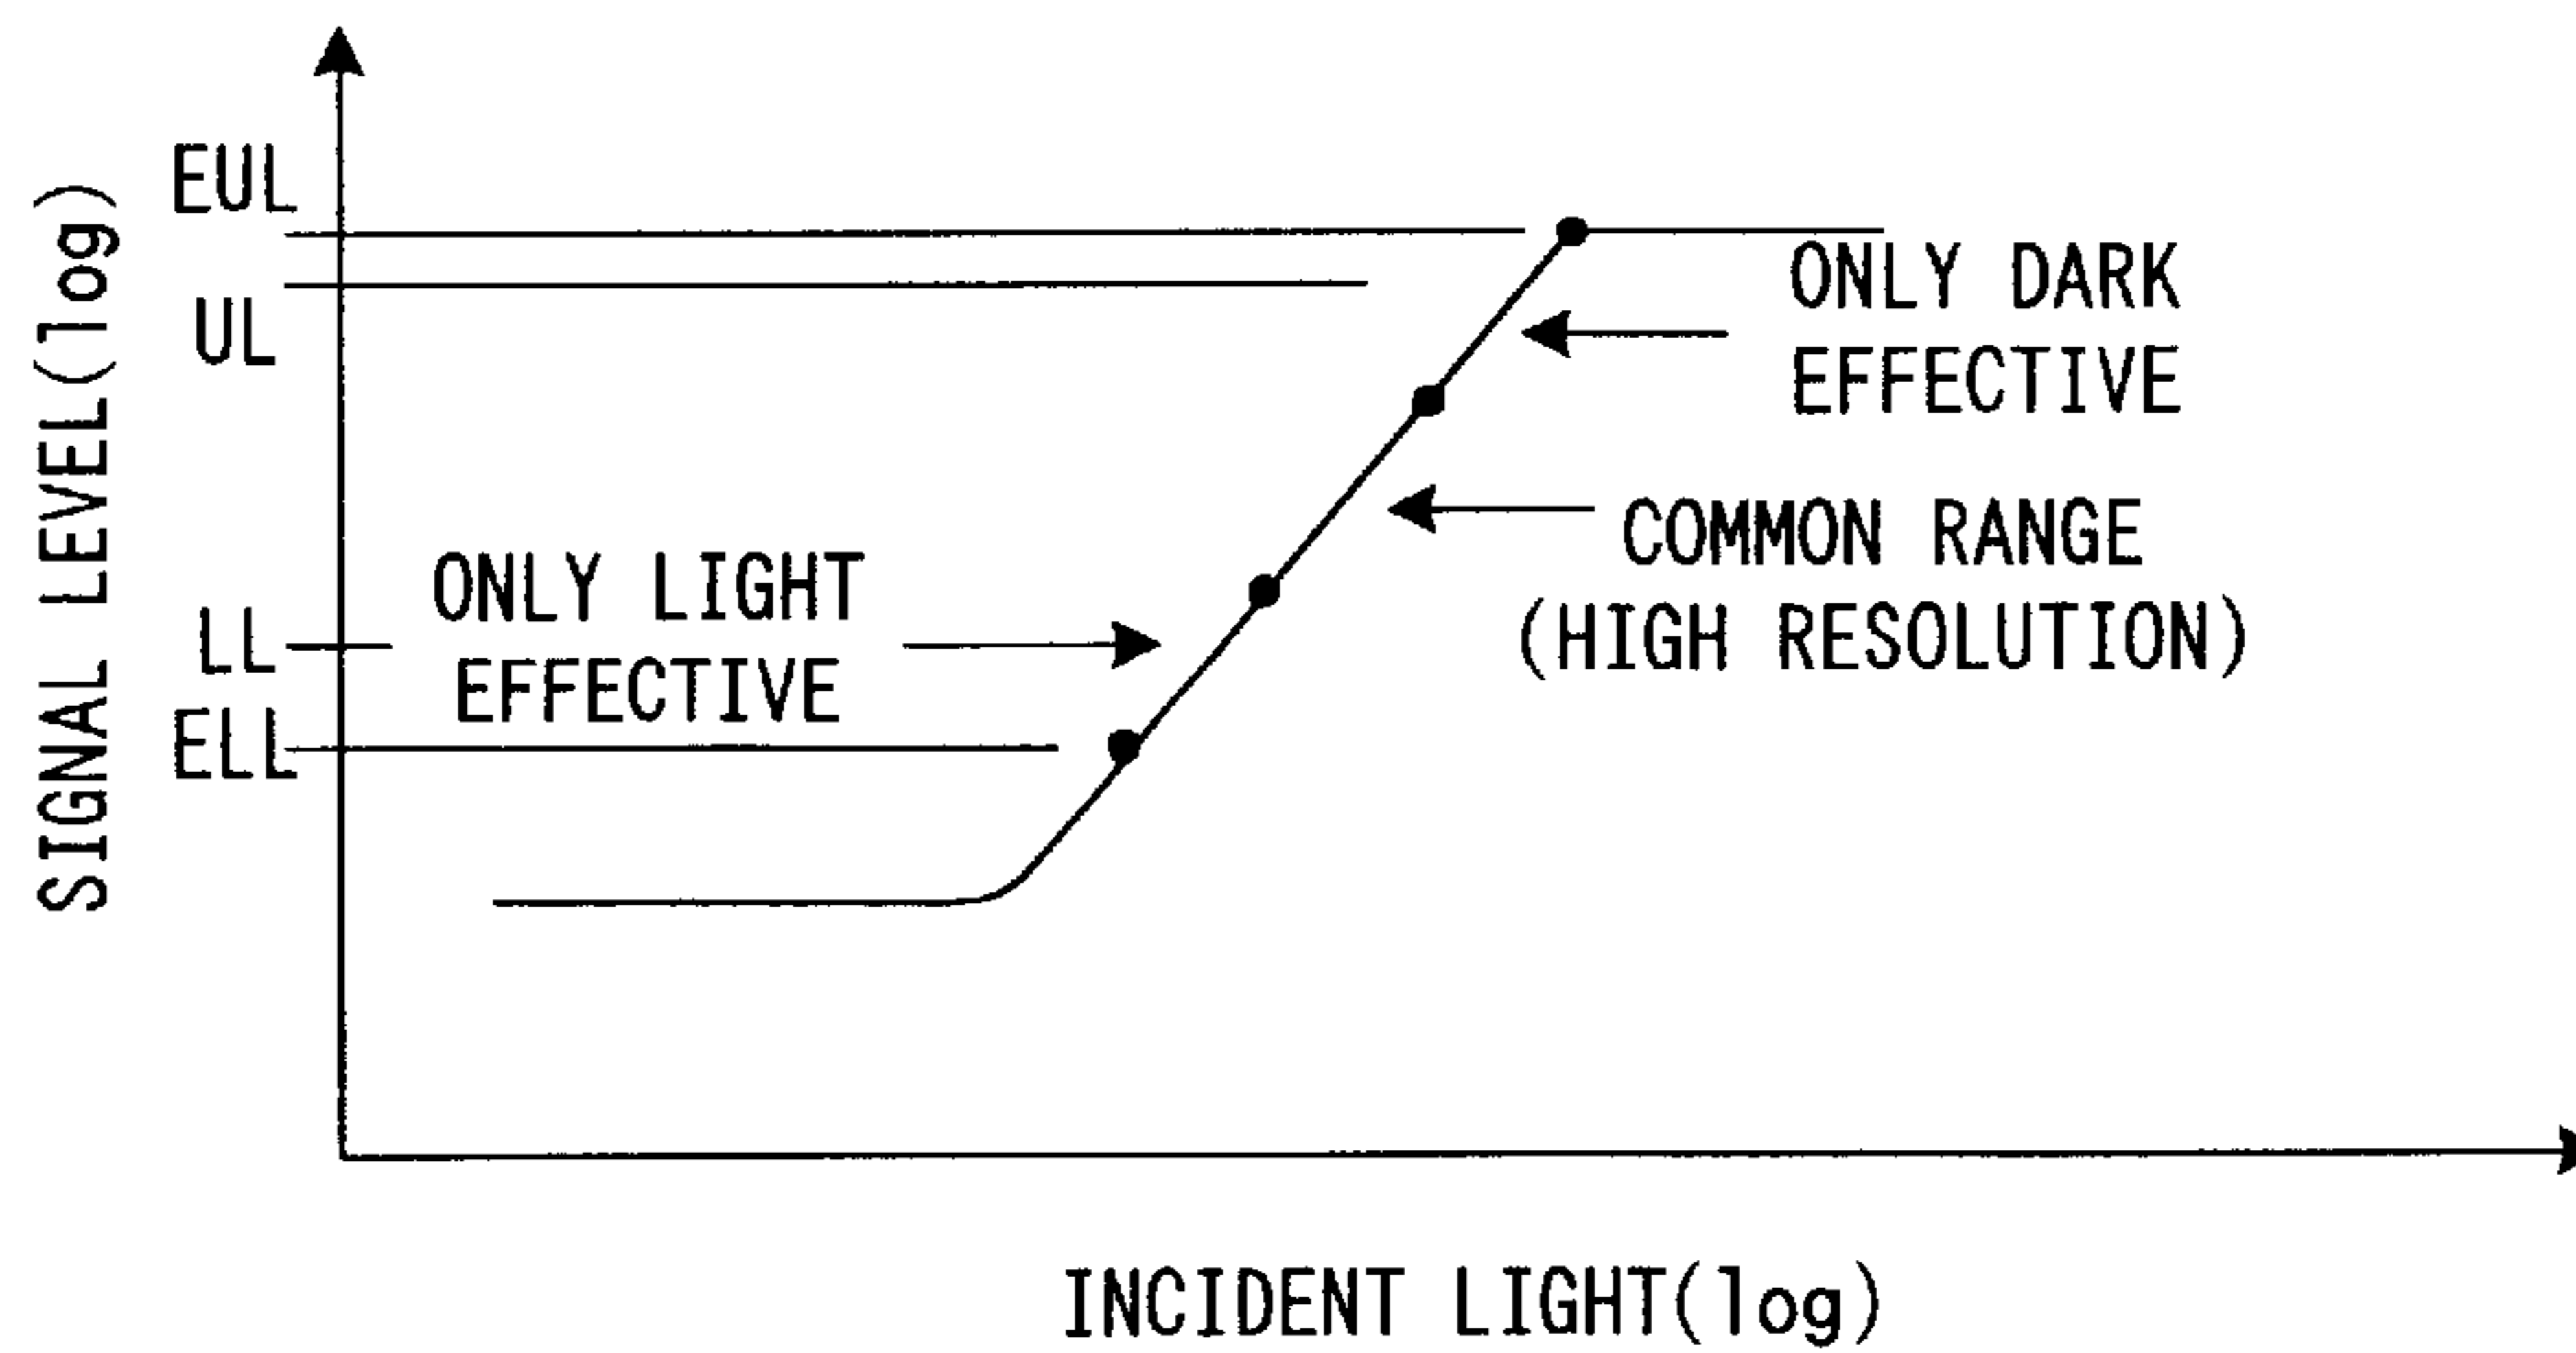 SIGNAL LEVEL(log)
EUL
UL
LL
ELL
ONLY DARK
EFFECTIVE
COMMON RANGE
(HIGH RESOLUTION)
ONLY LIGHT
EFFECTIVE
INCIDENT LIGHT(log)